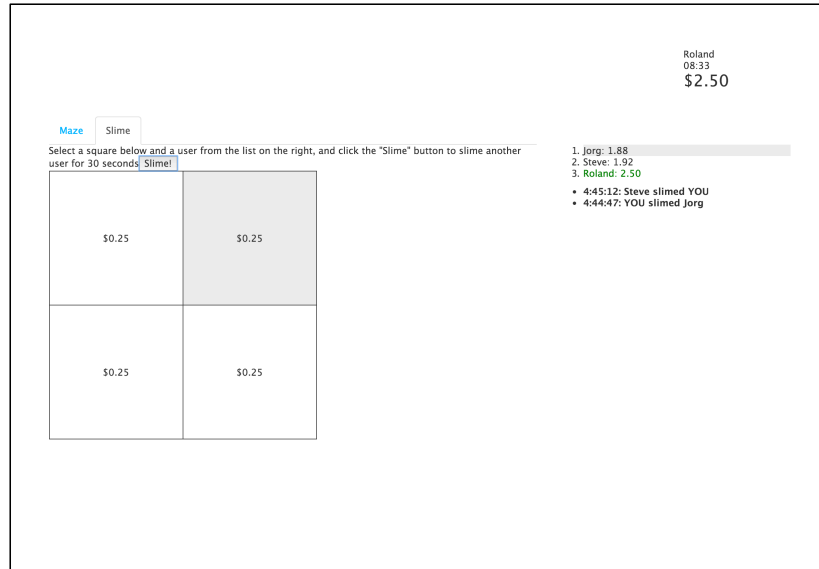 Roland
08:33
$2.50
Maze Slime
Select a square below and a user from the list on the right, and click the "Slime" button to slime another
user for 30 seconds Slime!
$0.25 $0.25
$0.25 $0.25
1. Jorg: 1.88
2. Steve: 1.92
3. Roland: 2.50
• 4:45:12: Steve slimed YOU
• 4:44:47: YOU slimed Jorg